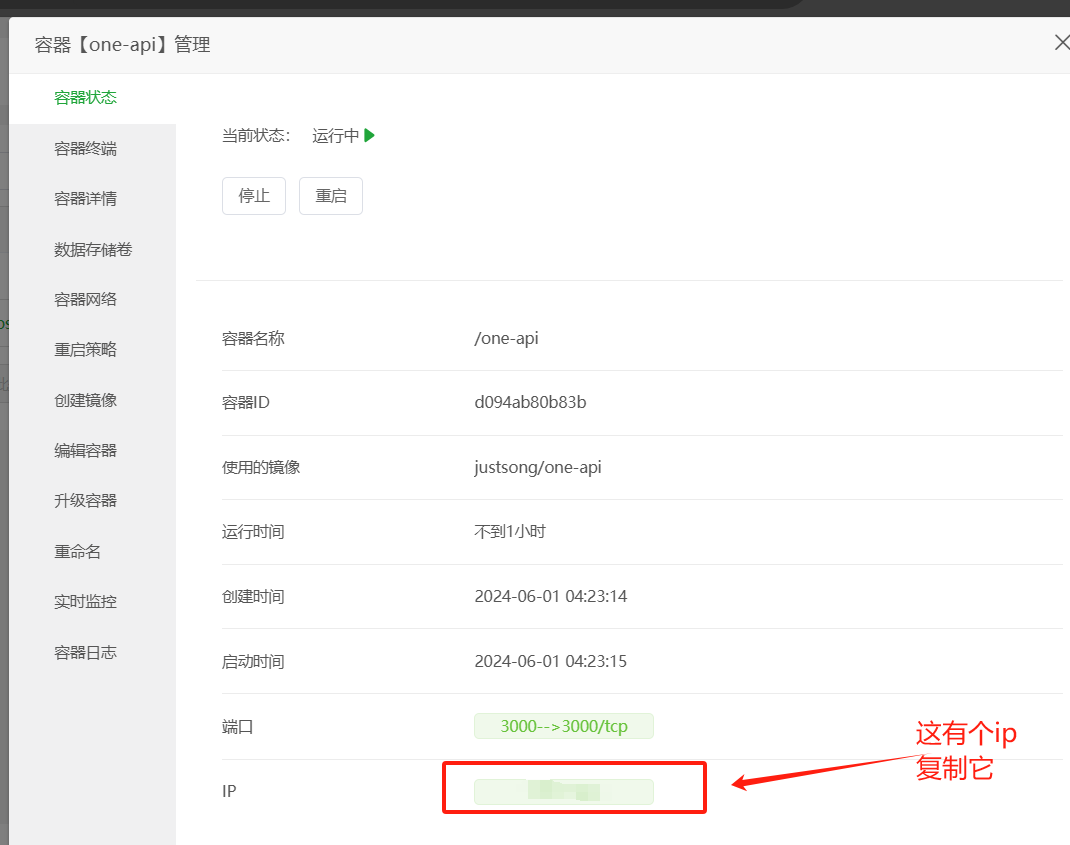 容器【one-api】管理
容器状态
容器终端
容器详情
数据存储卷
容器网络
重启策略
创建镜像
编辑容器
升级容器
重命名
实时监控
容器日志
当前状态： 运行中
停止 重启
容器名称 /one-api
容器ID d094ab80b83b
使用的镜像 justsong/one-api
运行时间 不到1小时
创建时间 2024-06-01 04:23:14
启动时间 2024-06-01 04:23:15
端口 3000-->3000/tcp
IP
这有个ip
复制它